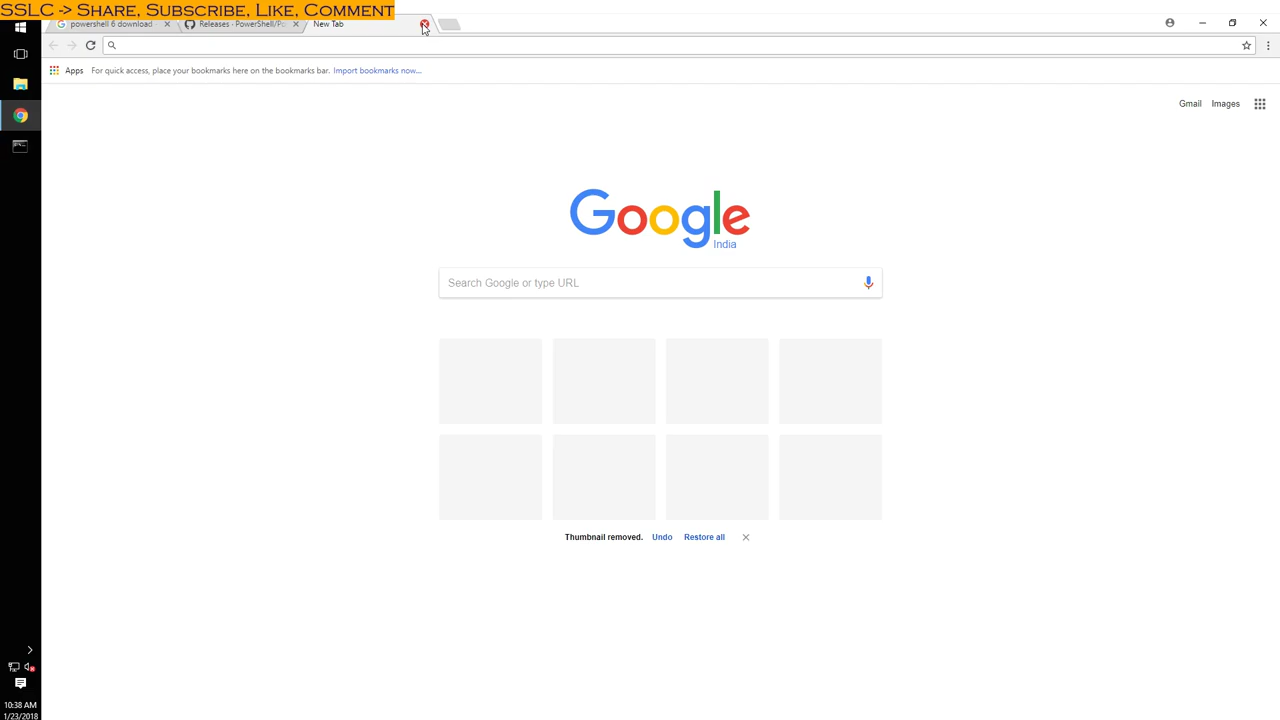 SSLC -> Share, Subscribe, Like, Comment
powershell 6 download
Releases · PowerShell/Po
New Tab
Apps
For quick access, place your bookmarks here on the bookmarks bar. Import bookmarks now...
Gmail
Images
Google
India
Search Google or type URL
Thumbnail removed.
Undo
Restore all
10:38 AM
1/23/2018